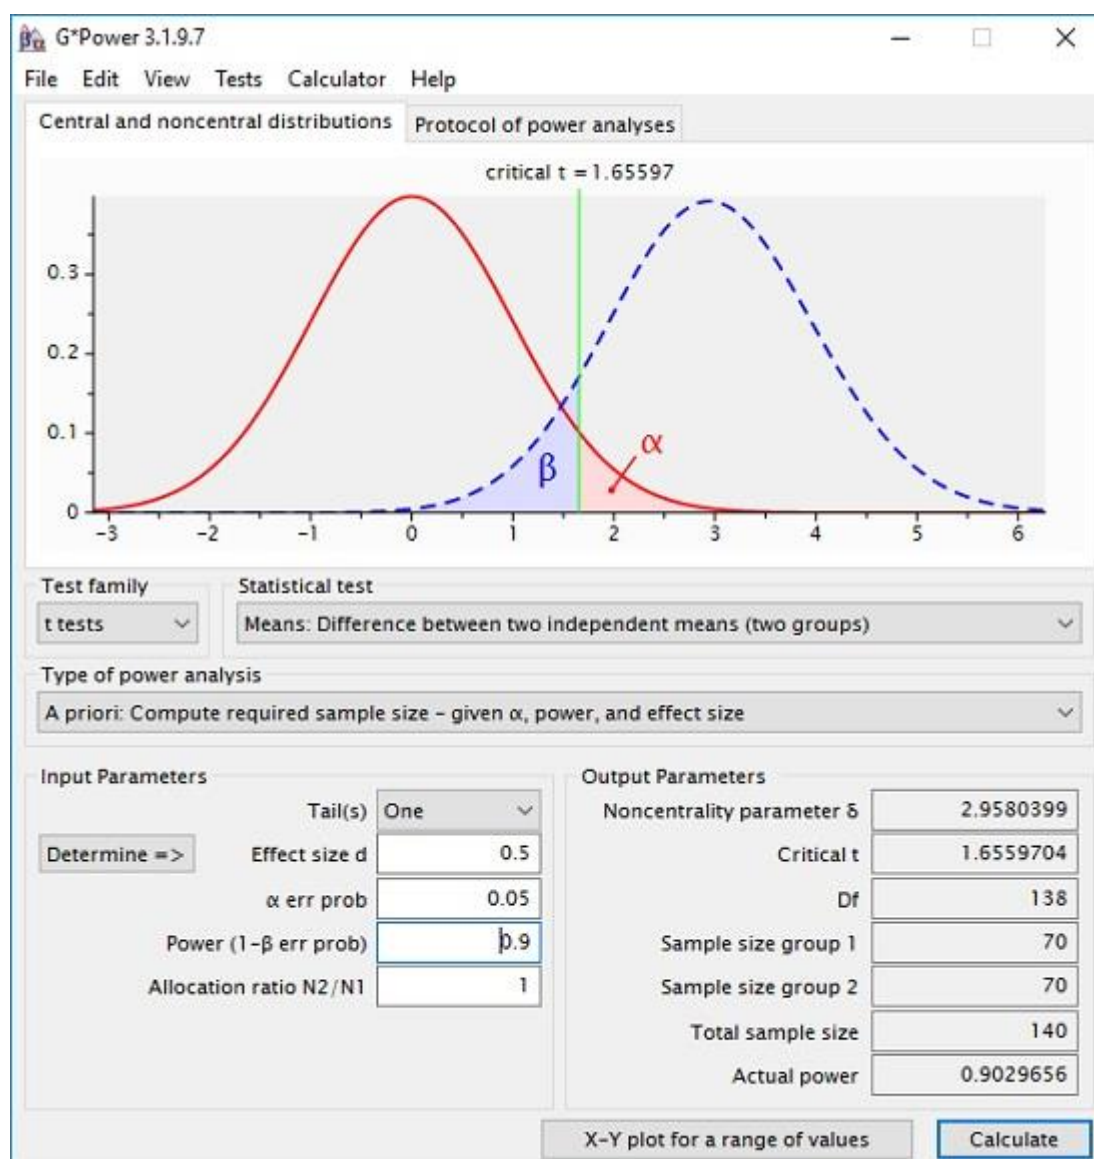 G*Power 3.1.9.7
File Edit View Tests Calculator Help
Central and noncentral distributions Protocol of power analyses
critical t = 1.65597
0.3
0.2
0.1
0
β
α
-3 -2 -1 0 1 2 3 4 5 6
Test family Statistical test
t tests Means: Difference between two independent means (two groups)
Type of power analysis
A priori: Compute required sample size - given α, power, and effect size
Input Parameters Output Parameters
Tail(s) One Noncentrality parameter δ 2.9580399
Determine => Effect size d 0.5 Critical t 1.6559704
α err prob 0.05 Df 138
Power (1-β err prob) 0.9 Sample size group 1 70
Allocation ratio N2/N1 1 Sample size group 2 70
Total sample size 140
Actual power 0.9029656
X-Y plot for a range of values Calculate